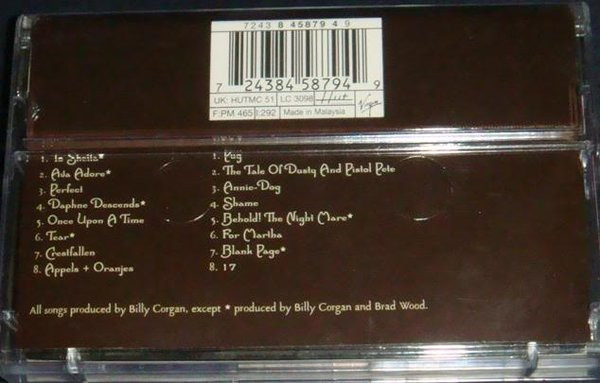 7243 8 45879 4 9
7 24384 58794 9
UK: HUTMC 51 LC 3098 Hut
F:PM 465 1:292 Made in Malaysia Virgin
1. To Sheila*
2. Ava Adore*
3. Perfect
4. Daphne Descends*
5. Once Upon A Time
6. Tear*
7. Crestfallen
8. Appels + Oranjes
1. Pug
2. The Tale Of Dusty And Pistol Pete
3. Annie-Dog
4. Shame
5. Behold! The Night Mare*
6. For Martha
7. Blank Page*
8. 17
All songs produced by Billy Corgan, except * produced by Billy Corgan and Brad Wood.